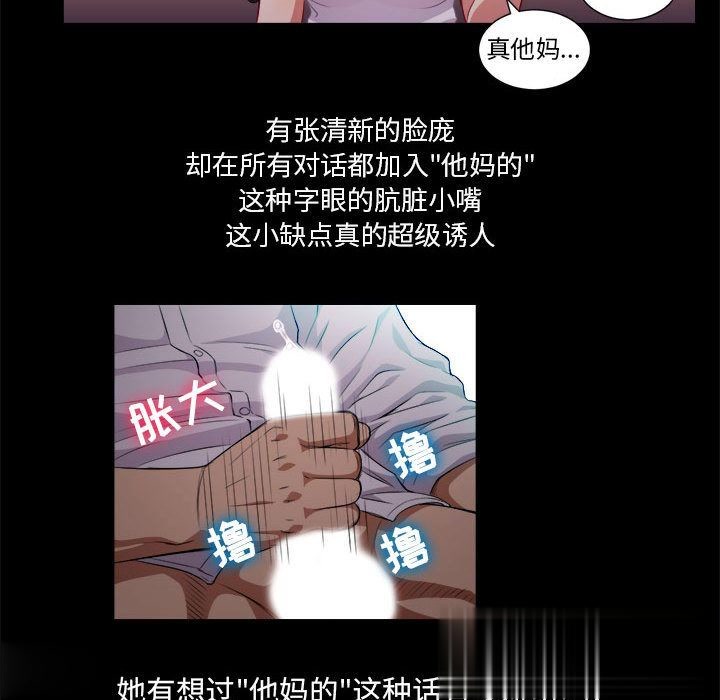 真他妈...
有张清新的脸庞
却在所有对话都加入"他妈的"
这种字眼的肮脏小嘴
这小缺点真的超级诱人
胀大
撸
撸
撸
她有想过"他妈的"这种话